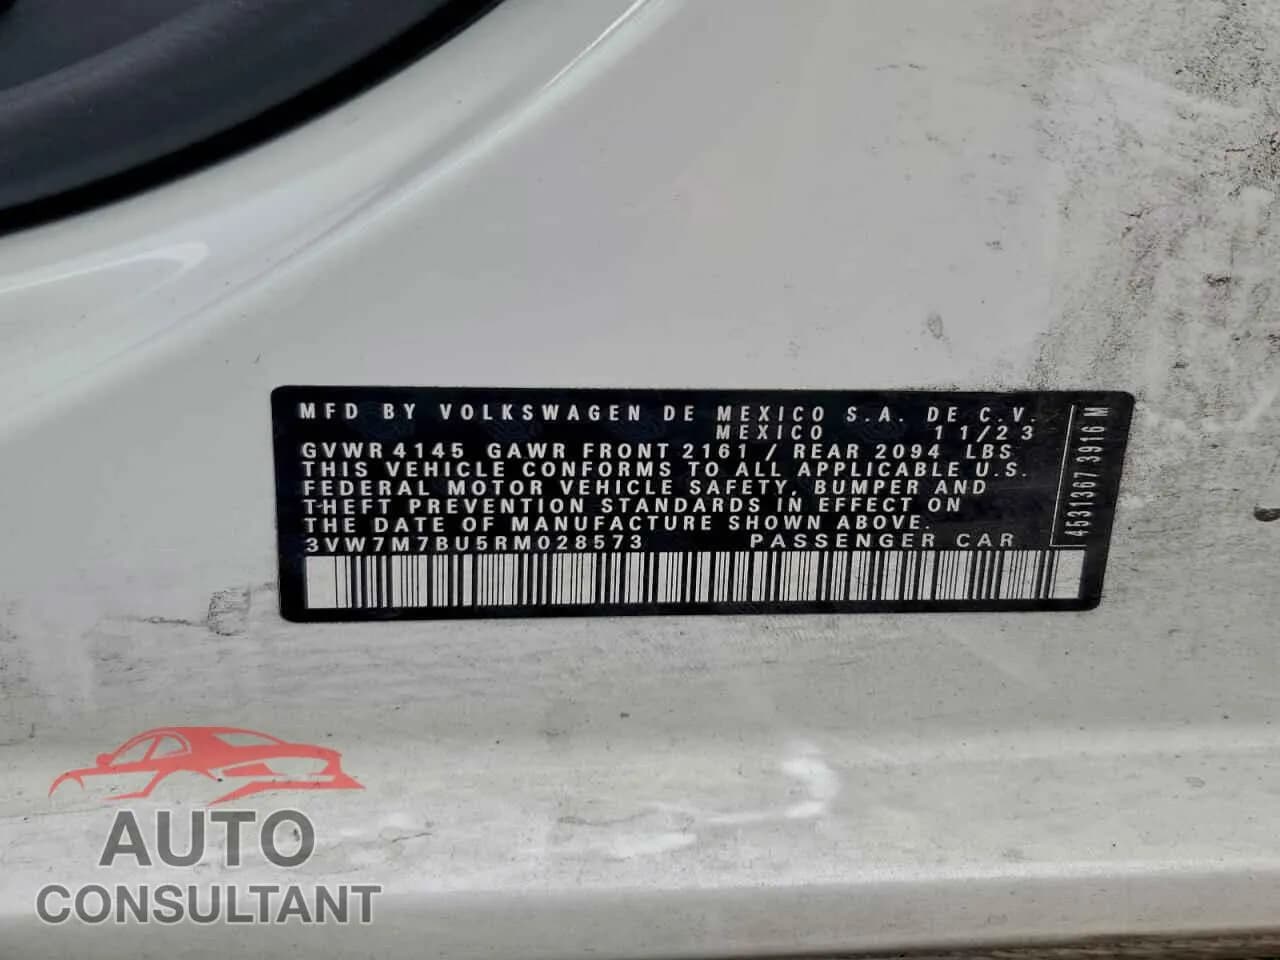 MFD BY VOLKSWAGEN DE MEXICO S.A. DE C.V.
MEXICO 11/23
GVWR 4145 GAWR FRONT 2161 / REAR 2094 LBS
THIS VEHICLE CONFORMS TO ALL APPLICABLE U.S.
FEDERAL MOTOR VEHICLE SAFETY, BUMPER AND
THEFT PREVENTION STANDARDS IN EFFECT ON
THE DATE OF MANUFACTURE SHOWN ABOVE.
3VW7M7BU5RM028573 PASSENGER CAR
4531367 3916 M
AUTO
CONSULTANT